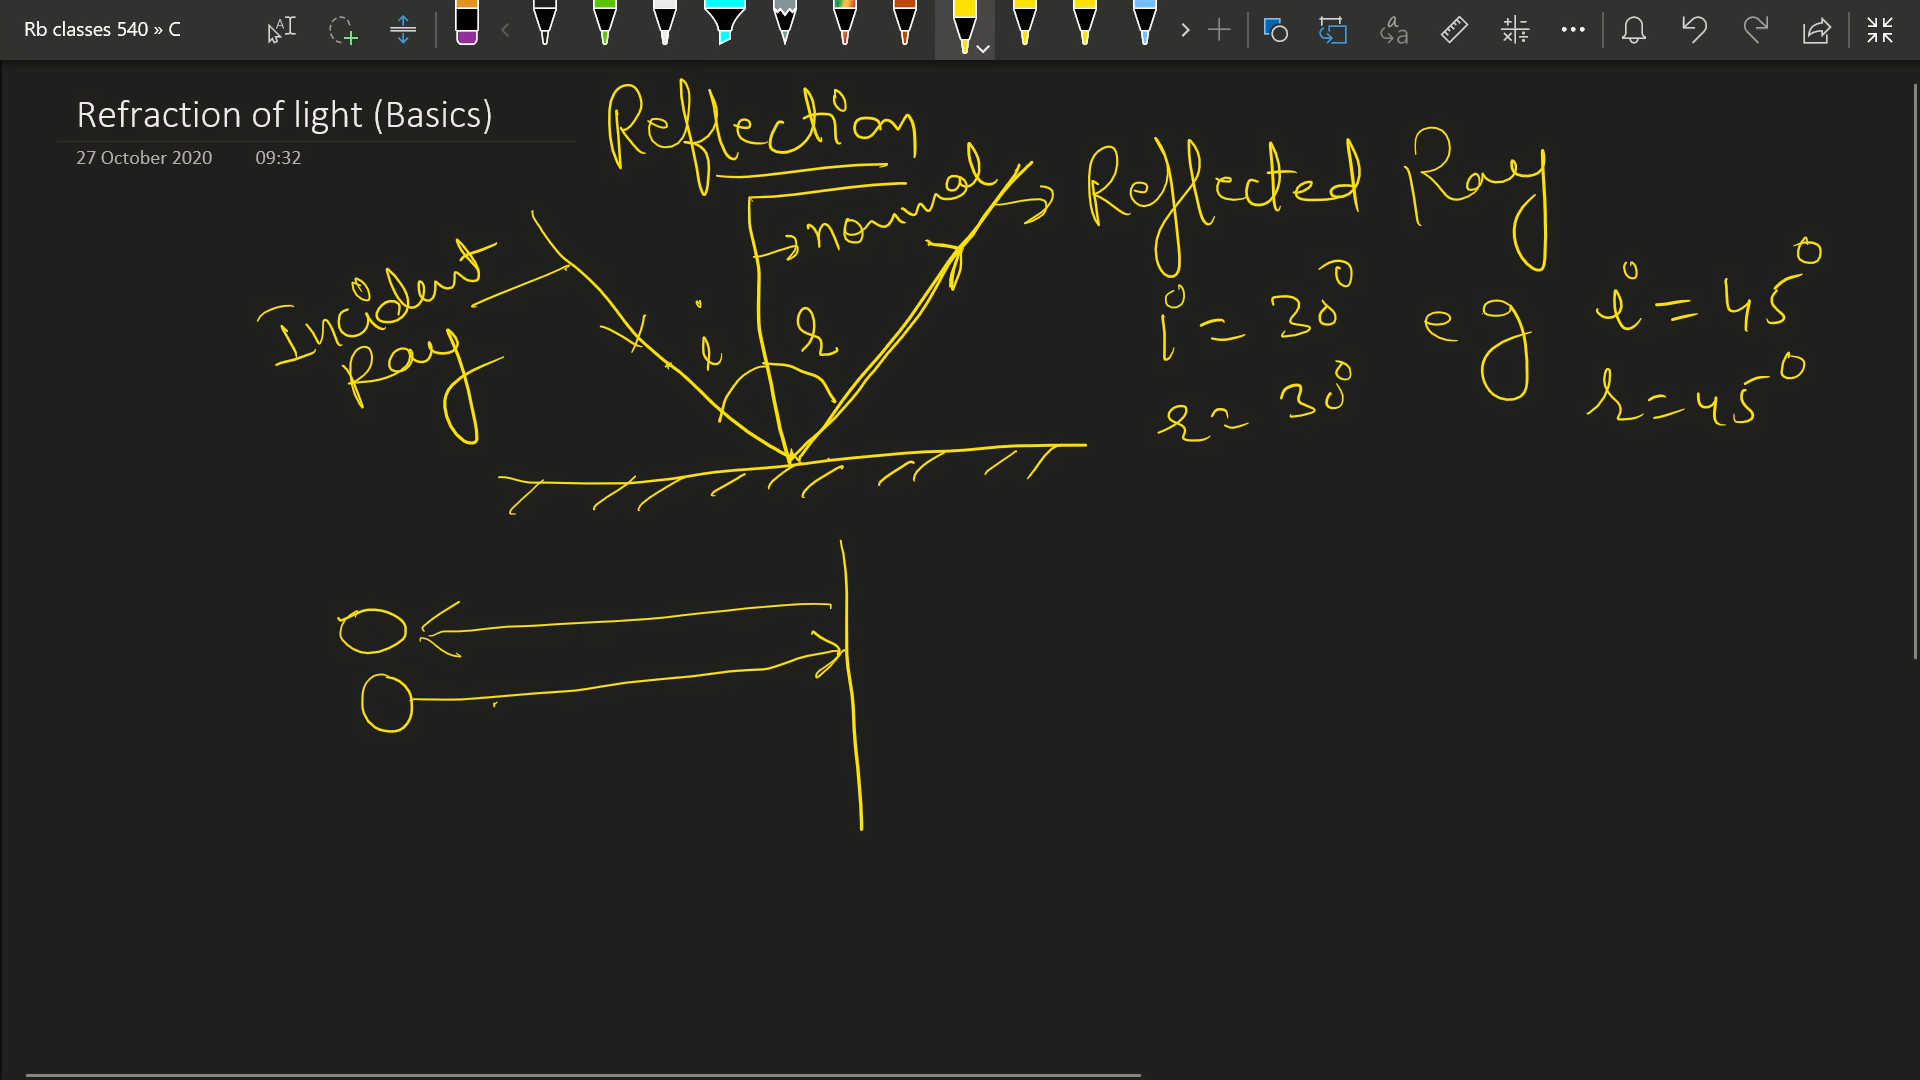 Rb classes 540 » C
Refraction of light (Basics)
27 October 2020 09:32
Reflection
normal
Reflected Ray
Incident
Ray
i
r
i = 30°
r = 30°
eg
i = 45°
r = 45°